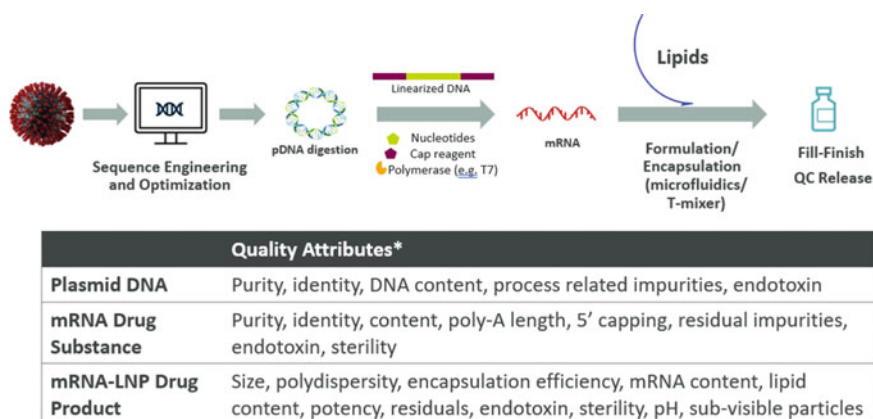 Lipids
Linearized DNA
Nucleotides
Cap reagent
Polymerase (e.g. T7)
Sequence Engineering
and Optimization
pDNA digestion
mRNA
Formulation/
Encapsulation
(microfluidics/
T-mixer)
Fill-Finish
QC Release
Quality Attributes*
Plasmid DNA Purity, identity, DNA content, process related impurities, endotoxin
mRNA Drug Purity, identity, content, poly-A length, 5’ capping, residual impurities,
Substance endotoxin, sterility
mRNA-LNP Drug Size, polydispersity, encapsulation efficiency, mRNA content, lipid
Product content, potency, residuals, endotoxin, sterility, pH, sub-visible particles